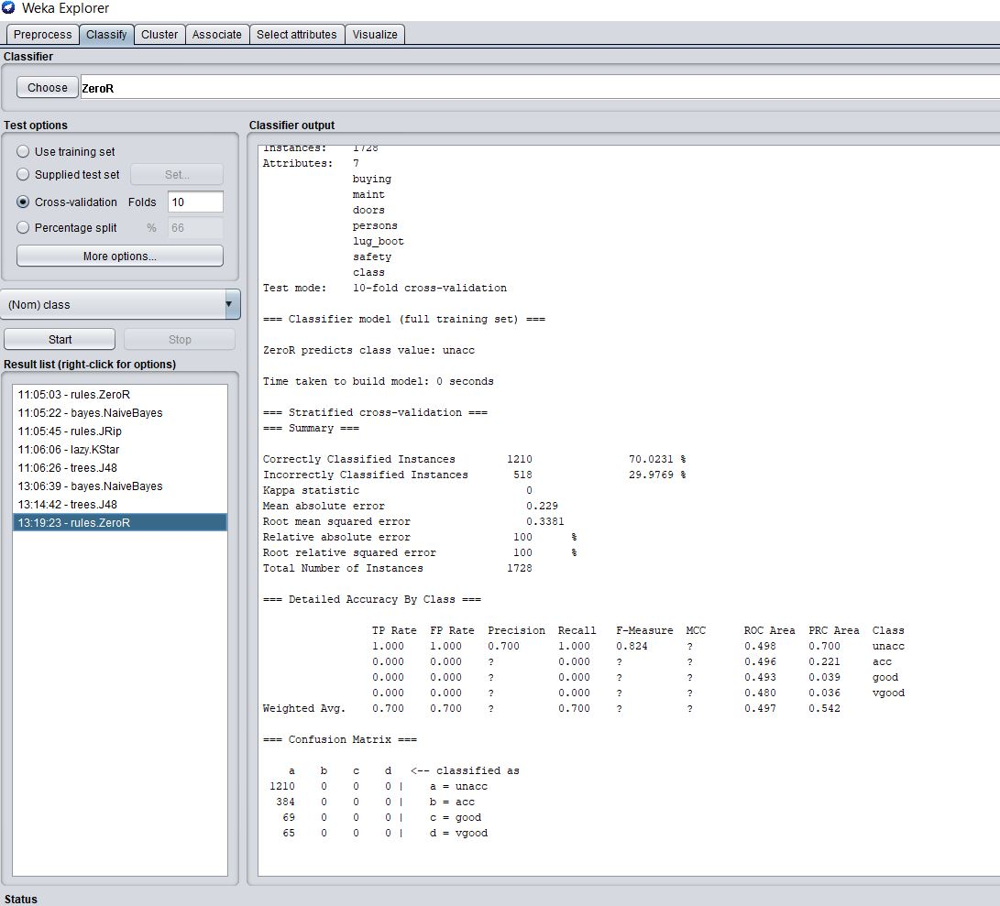 Weka Explorer
Preprocess Classify Cluster Associate Select attributes Visualize
Classifier
Choose ZeroR
Test options
Use training set
Supplied test set Set...
Cross-validation Folds 10
Percentage split % 66
More options...
(Nom) class
Start Stop
Result list (right-click for options)
11:05:03 - rules.ZeroR
11:05:22 - bayes.NaiveBayes
11:05:45 - rules.JRip
11:06:06 - lazy.KStar
11:06:26 - trees.J48
13:06:39 - bayes.NaiveBayes
13:14:42 - trees.J48
13:19:23 - rules.ZeroR
Classifier output
Instances: 1728
Attributes: 7
buying
maint
doors
persons
lug_boot
safety
class
Test mode: 10-fold cross-validation
=== Classifier model (full training set) ===
ZeroR predicts class value: unacc
Time taken to build model: 0 seconds
=== Stratified cross-validation ===
=== Summary ===
Correctly Classified Instances 1210 70.0231 %
Incorrectly Classified Instances 518 29.9769 %
Kappa statistic 0
Mean absolute error 0.229
Root mean squared error 0.3381
Relative absolute error 100 %
Root relative squared error 100 %
Total Number of Instances 1728
=== Detailed Accuracy By Class ===
TP Rate FP Rate Precision Recall F-Measure MCC ROC Area PRC Area Class
1.000 1.000 0.700 1.000 0.824 ? 0.498 0.700 unacc
0.000 0.000 ? 0.000 ? ? 0.496 0.221 acc
0.000 0.000 ? 0.000 ? ? 0.493 0.039 good
0.000 0.000 ? 0.000 ? ? 0.480 0.036 vgood
Weighted Avg. 0.700 0.700 ? 0.700 ? ? 0.497 0.542
=== Confusion Matrix ===
a b c d <-- classified as
1210 0 0 0 | a = unacc
384 0 0 0 | b = acc
69 0 0 0 | c = good
65 0 0 0 | d = vgood
Status